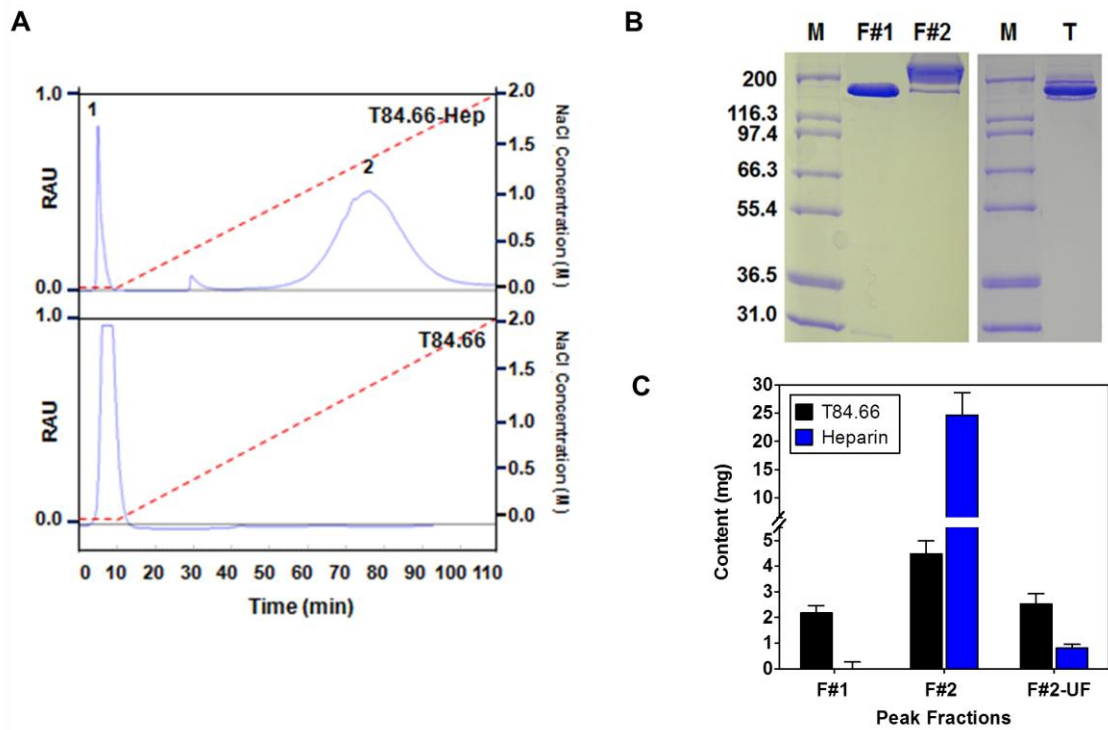 A
1.0
0.0
RAU
1
2
T84.66-Hep
2.0
1.5
1.0
0.5
0.0
NaCl Concentration (M)
1.0
0.0
RAU
T84.66
2.0
1.5
1.0
0.5
0.0
NaCl Concentration (M)
0 10 20 30 40 50 60 70 80 90 100 110
Time (min)
B
M F#1 F#2 M T
200
116.3
97.4
66.3
55.4
36.5
31.0
C
30
25
20
15
10
5
4
3
2
1
0
Content (mg)
T84.66
Heparin
F#1 F#2 F#2-UF
Peak Fractions